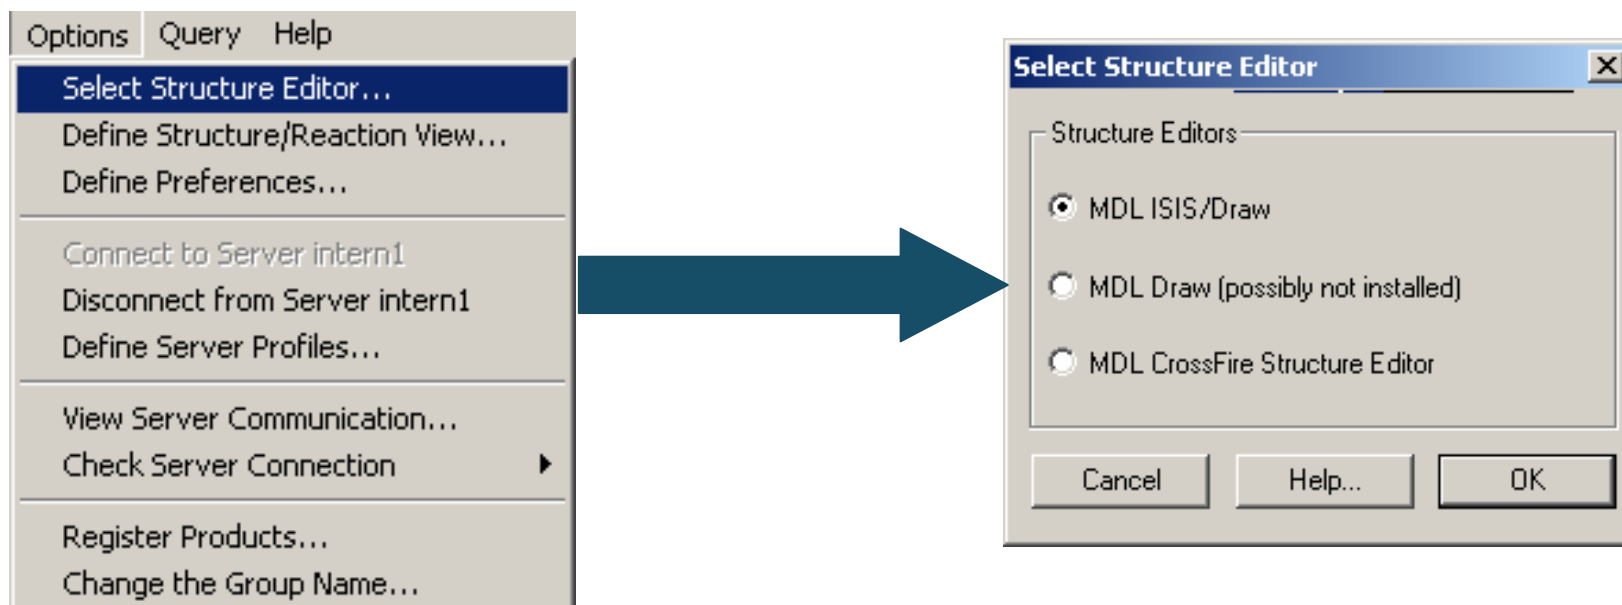 Options Query Help
Select Structure Editor...
Define Structure/Reaction View...
Define Preferences...
Connect to Server intern1
Disconnect from Server intern1
Define Server Profiles...
View Server Communication...
Check Server Connection
Register Products...
Change the Group Name...
Select Structure Editor
Structure Editors
MDL ISIS/Draw
MDL Draw (possibly not installed)
MDL CrossFire Structure Editor
Cancel Help... OK